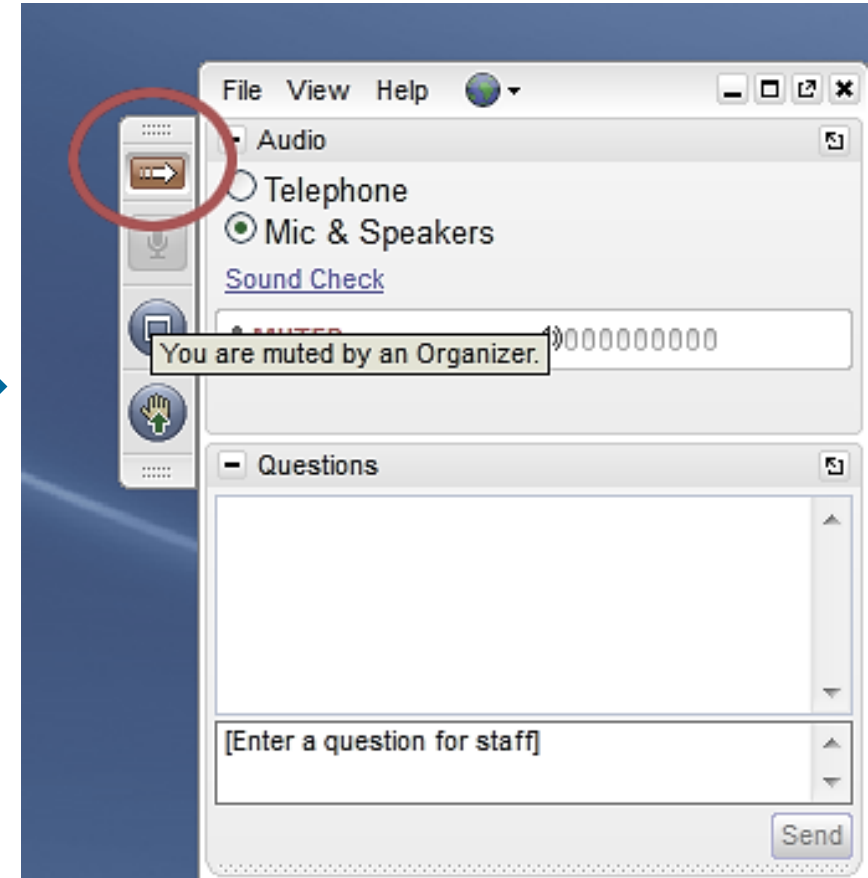 File View Help
Audio
Telephone
Mic & Speakers
Sound Check
MUTED
You are muted by an Organizer.
Questions
[Enter a question for staff]
Send